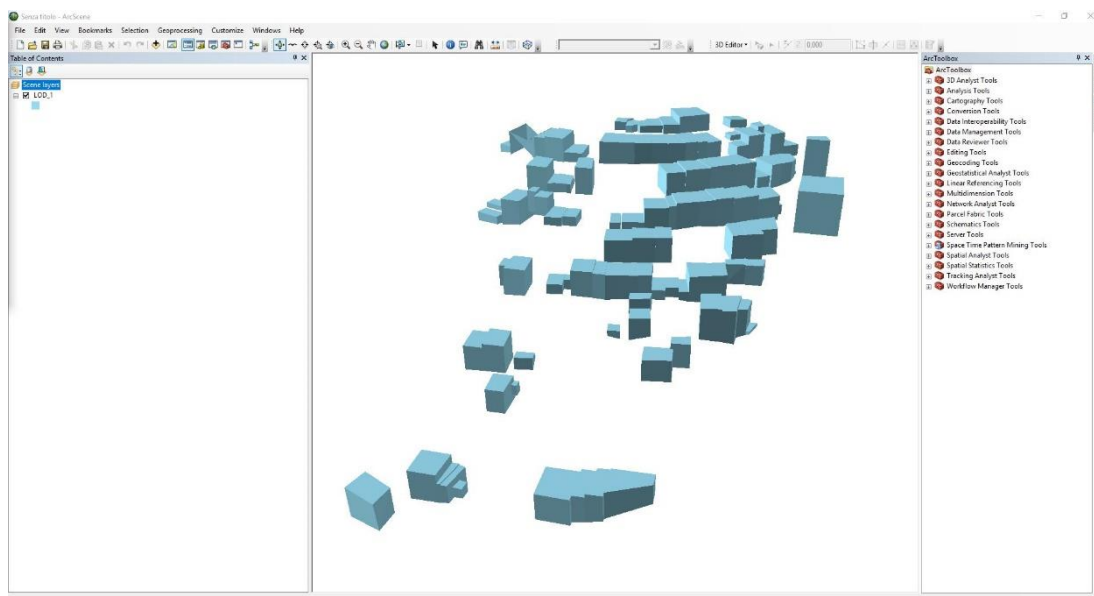 Senza titolo - ArcScene
File Edit View Bookmarks Selection Geoprocessing Customize Windows Help
3D Editor
0.000
Table of Contents
Scene layers
LOD_1
ArcToolbox
ArcToolbox
3D Analyst Tools
Analysis Tools
Cartography Tools
Conversion Tools
Data Interoperability Tools
Data Management Tools
Data Reviewer Tools
Editing Tools
Geocoding Tools
Geostatistical Analyst Tools
Linear Referencing Tools
Multidimension Tools
Network Analyst Tools
Parcel Fabric Tools
Schematics Tools
Server Tools
Space Time Pattern Mining Tools
Spatial Analyst Tools
Spatial Statistics Tools
Tracking Analyst Tools
Workflow Manager Tools